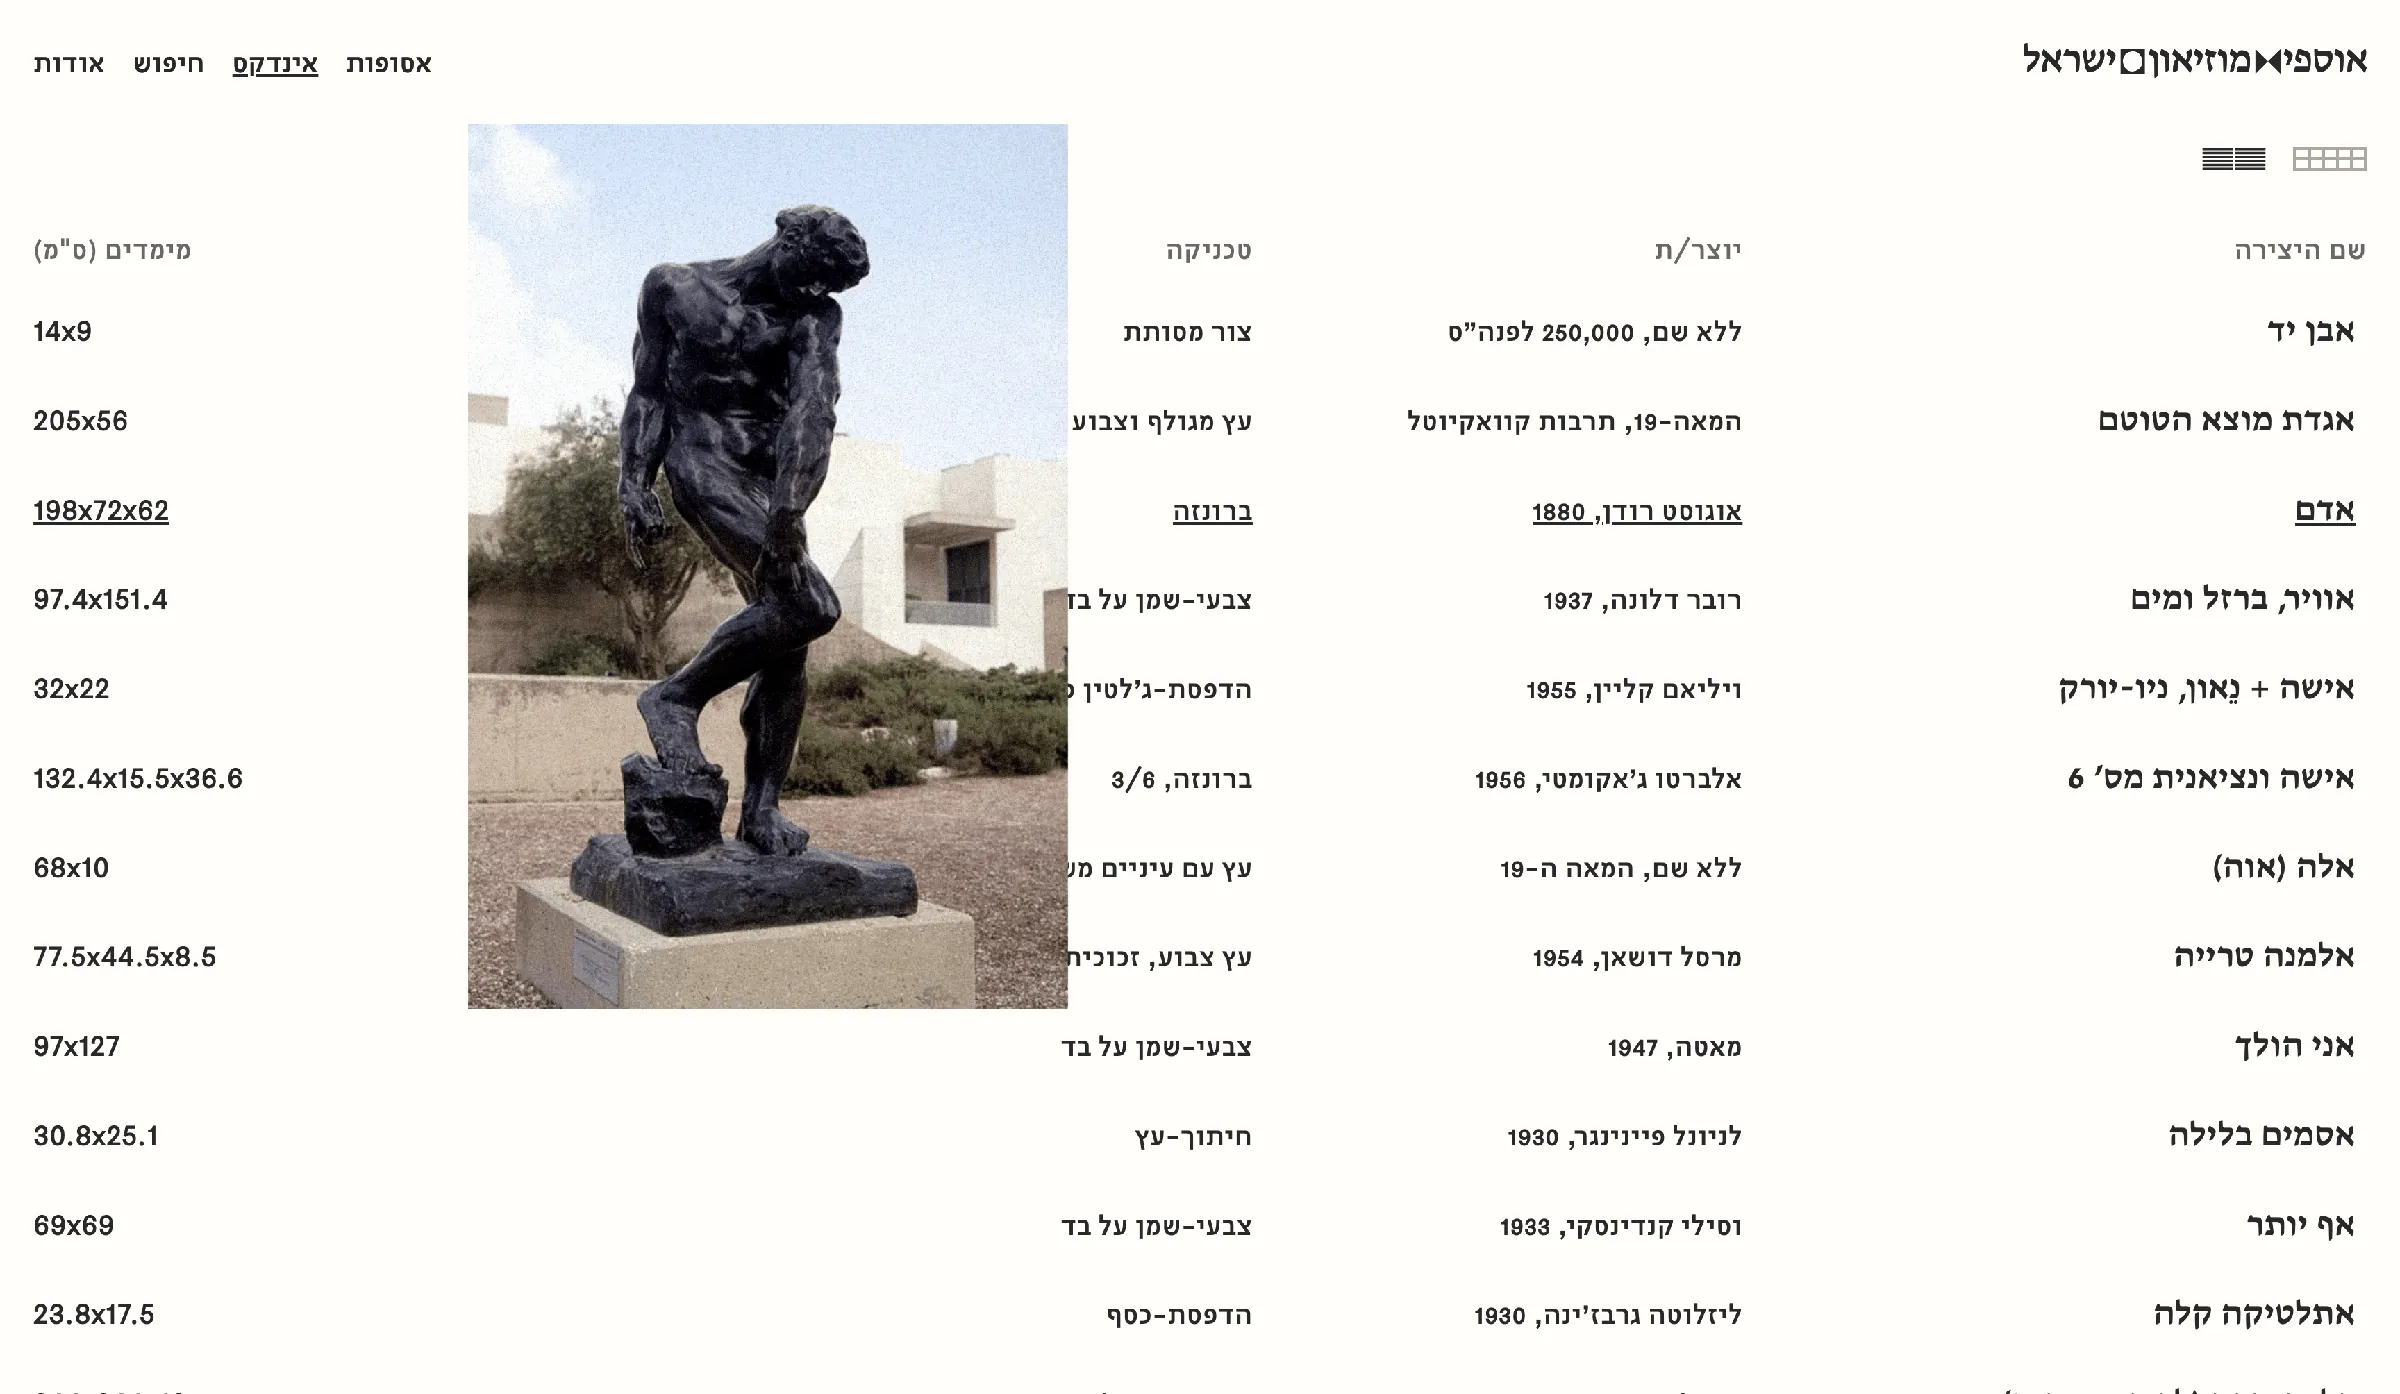 אוספי מוזיאון ישראל
אסופות אינדקס חיפוש אודות
שם היצירה יוצר/ת טכניקה מימדים (ס"מ)
אבן יד ללא שם, 250,000 לפנה”ס צור מסותת 14x9
אגדת מוצא הטוטם המאה-19, תרבות קוואקיוטל עץ מגולף וצבוע 205x56
אדם אוגוסט רודן, 1880 ברונזה 198x72x62
אוויר, ברזל ומים רובר דלונה, 1937 צבעי-שמן על בד 97.4x151.4
אישה + נֵאון, ניו-יורק ויליאם קליין, 1955 הדפסת-ג’לטין 32x22
אישה ונציאנית מס’ 6 אלברטו ג’אקומטי, 1956 ברונזה, 3/6 132.4x15.5x36.6
אלה (אוה) ללא שם, המאה ה-19 עץ עם עיניים 68x10
אלמנה טרייה מרסל דושאן, 1954 עץ צבוע, זכוכית 77.5x44.5x8.5
אני הולך מאטה, 1947 צבעי-שמן על בד 97x127
אסמים בלילה לניונל פיינינגר, 1930 חיתוך-עץ 30.8x25.1
אף יותר וסילי קנדינסקי, 1933 צבעי-שמן על בד 69x69
אתלטיקה קלה ליזלוטה גרבז’ינה, 1930 הדפסת-כסף 23.8x17.5